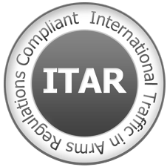 International Traffic in Arms Regulations Compliant
ITAR